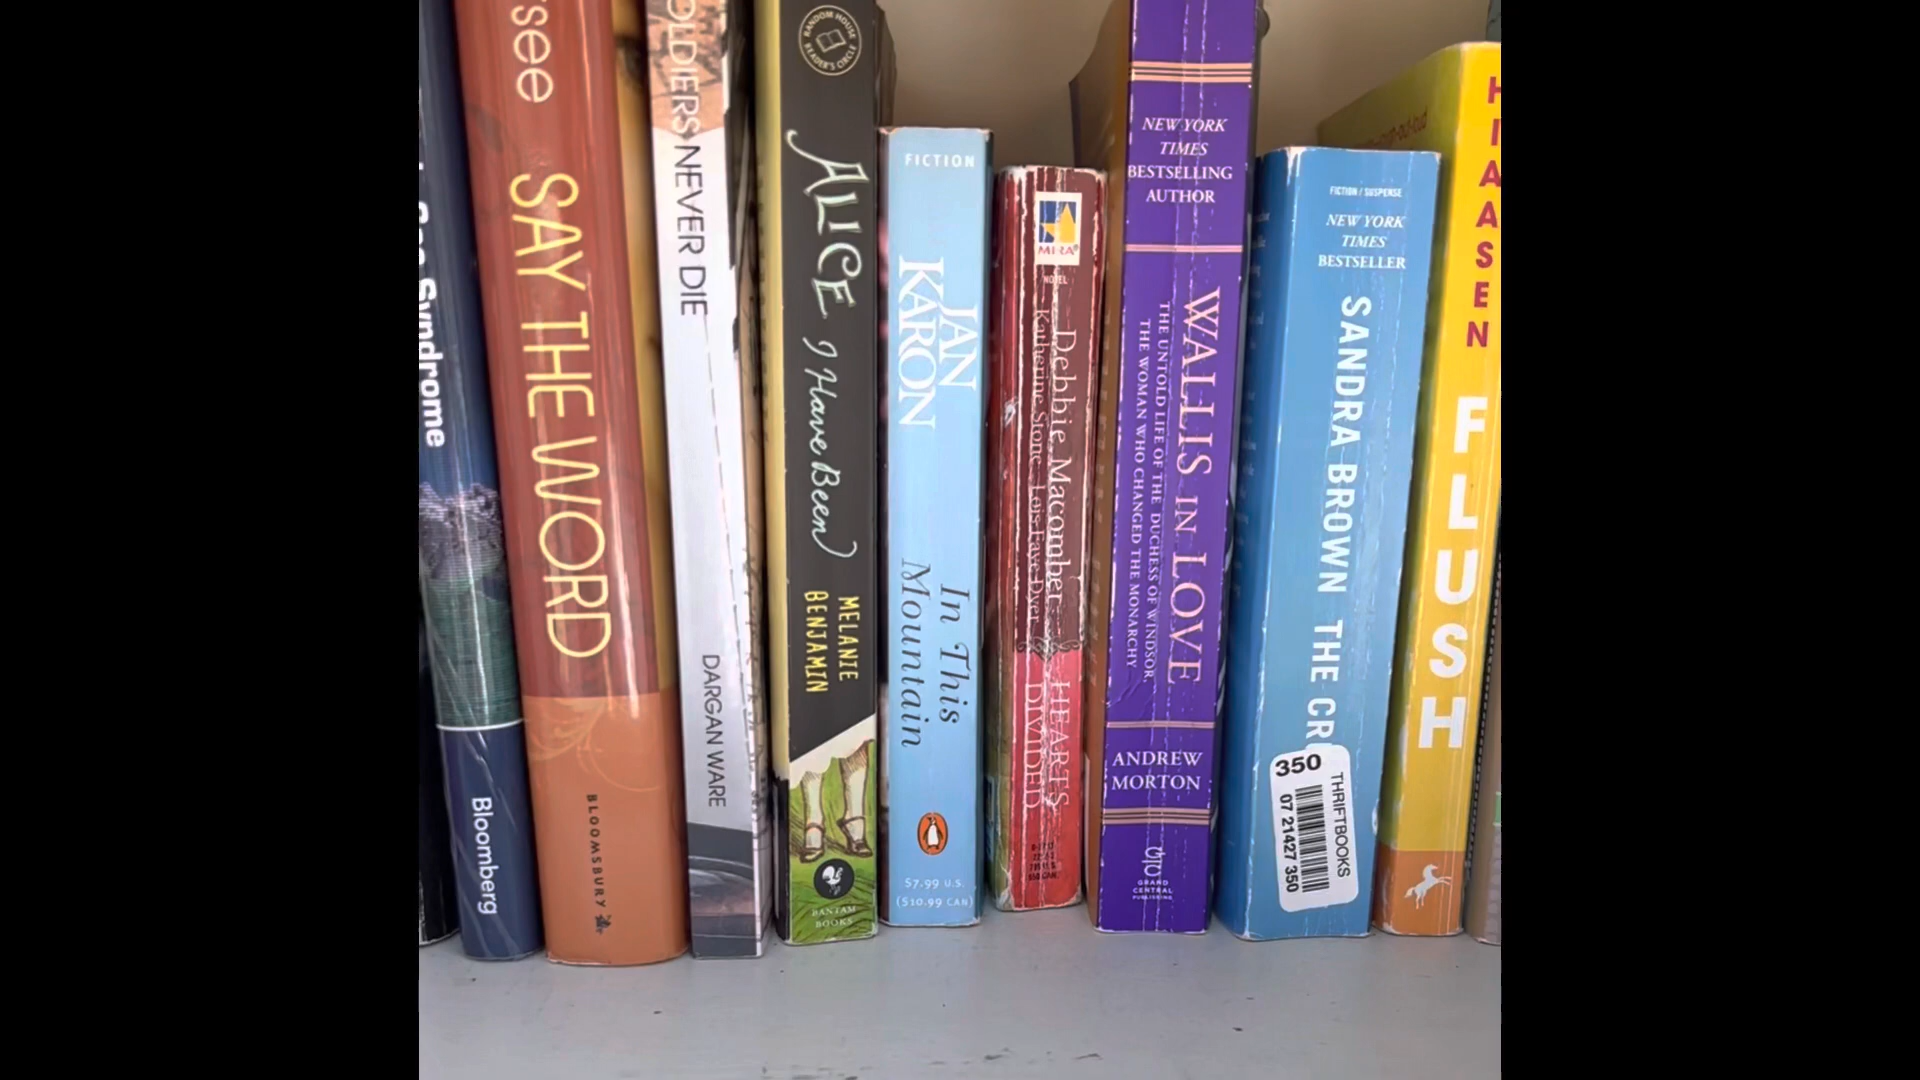 Syndrome
Bloomberg
see
SAY THE WORD
BLOOMSBURY
OLDIERS NEVER DIE
DARGAN WARE
RANDOM HOUSE
READER'S CIRCLE
ALICE I Have Been
MELANIE
BENJAMIN
BANTAM
BOOKS
FICTION
JAN
KARON
In This
Mountain
$7.99 U.S.
($10.99 CAN)
MIRA®
NOVEL
Debbie Macomber
Katherine Stone Lois Faye Dyer
HEARTS
DIVIDED
NEW YORK
TIMES
BESTSELLING
AUTHOR
WALLIS IN LOVE
THE UNTOLD LIFE OF THE DUCHESS OF WINDSOR,
THE WOMAN WHO CHANGED THE MONARCHY
ANDREW
MORTON
GRAND
CENTRAL
PUBLISHING
FICTION / SUSPENSE
NEW YORK
TIMES
BESTSELLER
SANDRA BROWN THE CR
350
THRIFTBOOKS
07 21427 350
HIAASEN
FLUSH